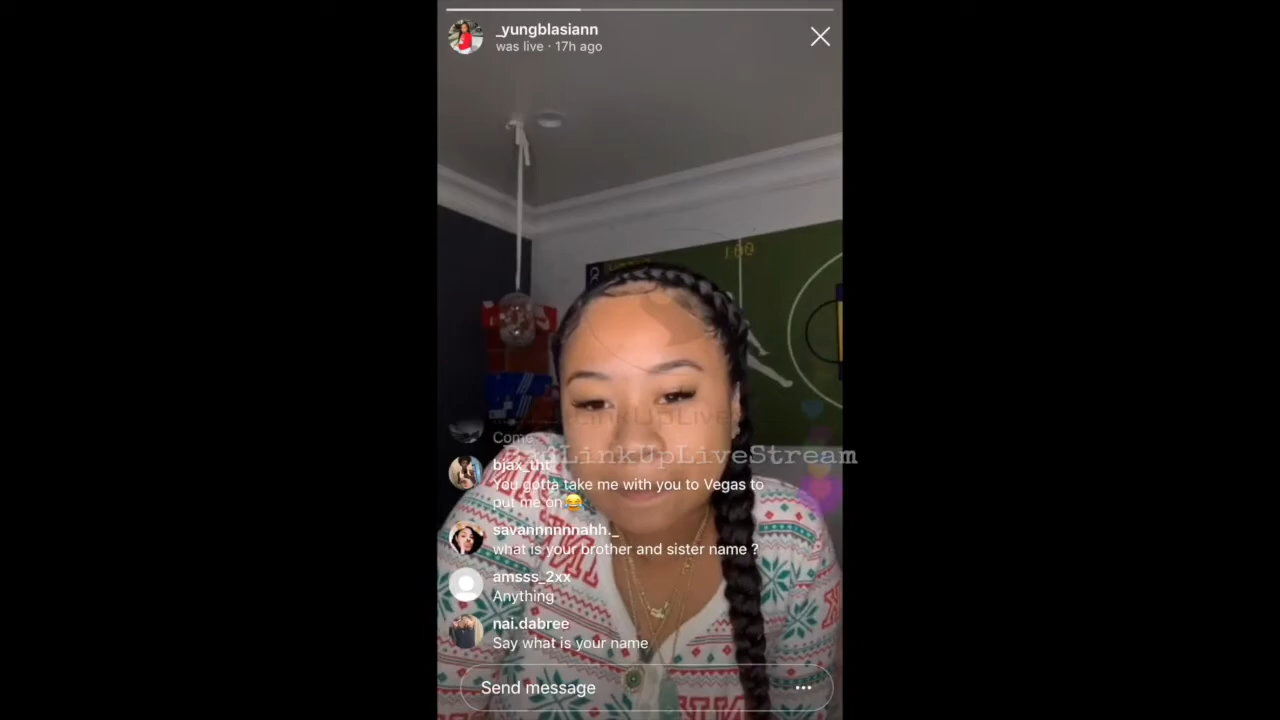 _yungblasiann
was live · 17h ago
160
Come
LinkUpLiveStream
bjax_tht
You gotta take me with you to Vegas to
put me on😂
savannnnnnahh._
what is your brother and sister name ?
amsss_2xx
Anything
nai.dabree
Say what is your name
Send message